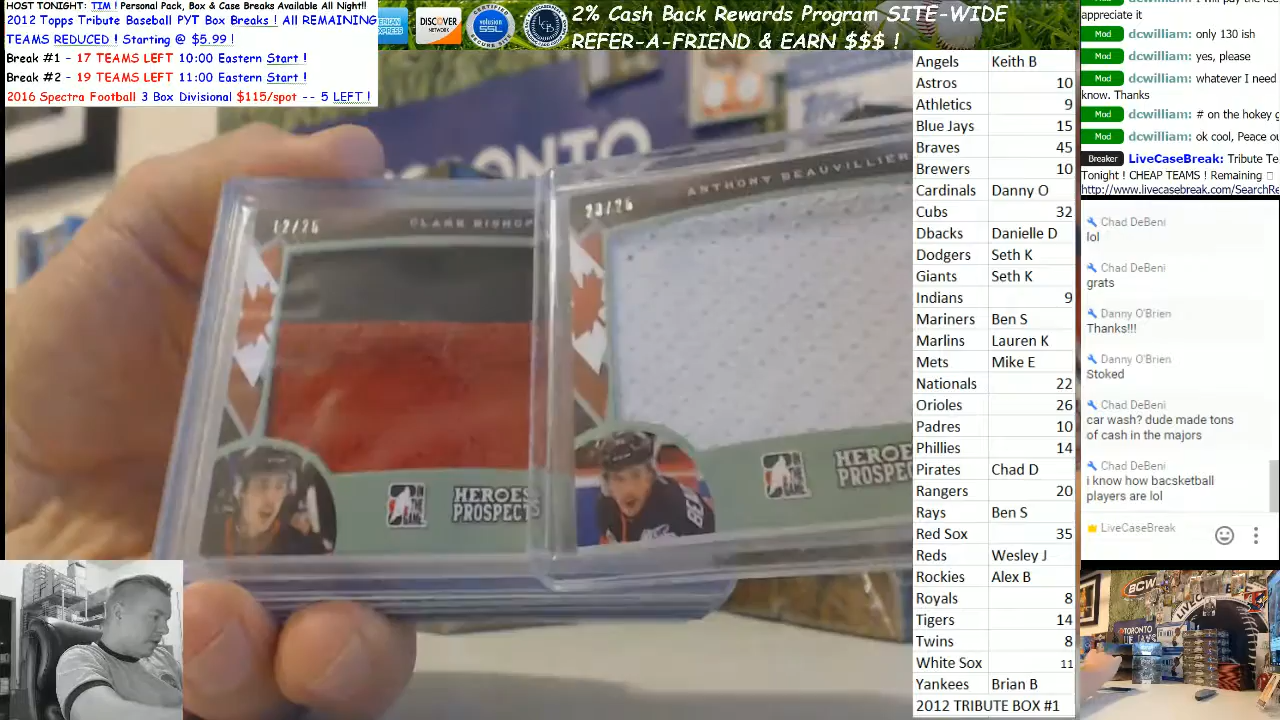 HOST TONIGHT: TIM ! Personal Pack, Box & Case Breaks Available All Night!!
2012 Topps Tribute Baseball PYT Box Breaks ! All REMAINING
TEAMS REDUCED ! Starting @ $5.99 !
Break #1 - 17 TEAMS LEFT 10:00 Eastern Start !
Break #2 - 19 TEAMS LEFT 11:00 Eastern Start !
2016 Spectra Football 3 Box Divisional $115/spot -- 5 LEFT !
DISCOVER
NETWORK
SSL
LCB
2% Cash Back Rewards Program SITE-WIDE
REFER-A-FRIEND & EARN $$$ !
Angels Keith B
Astros 10
Athletics 9
Blue Jays 15
Braves 45
Brewers 10
Cardinals Danny O
Cubs 32
Dbacks Danielle D
Dodgers Seth K
Giants Seth K
Indians 9
Mariners Ben S
Marlins Lauren K
Mets Mike E
Nationals 22
Orioles 26
Padres 10
Phillies 14
Pirates Chad D
Rangers 20
Rays Ben S
Red Sox 35
Reds Wesley J
Rockies Alex B
Royals 8
Tigers 14
Twins 8
White Sox 11
Yankees Brian B
2012 TRIBUTE BOX #1
appreciate it
Mod dcwilliam: only 130 ish
Mod dcwilliam: yes, please
Mod dcwilliam: whatever I need
know. Thanks
Mod dcwilliam: # on the hokey g
Mod dcwilliam: ok cool, Peace o
Breaker LiveCaseBreak: Tribute Te
Tonight ! CHEAP TEAMS ! Remaining
http://www.livecasebreak.com/SearchRe
Chad DeBeni
lol
Chad DeBeni
grats
Danny O'Brien
Thanks!!!
Danny O'Brien
Stoked
Chad DeBeni
car wash? dude made tons
of cash in the majors
Chad DeBeni
i know how bacsketball
players are lol
LiveCaseBreak
12/25 CLARK BISHOP
ANTHONY BEAUVILLIER
HEROES
PROSPECTS
HEROE
PROSPEC
BCW
TORONTO